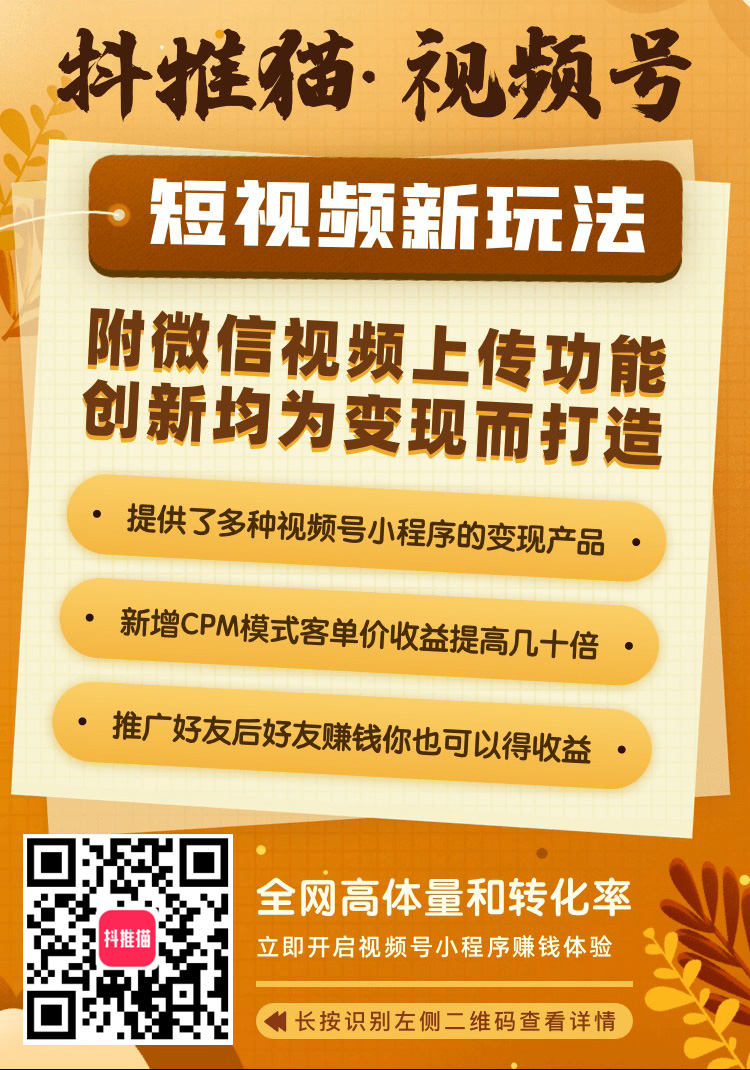 抖推猫·视频号
短视频新玩法
附微信视频上传功能
创新均为变现而打造
• 提供了多种视频号小程序的变现产品 •
• 新增CPM模式客单价收益提高几十倍 •
• 推广好友后好友赚钱你也可以得收益 •
抖推猫
全网高体量和转化率
立即开启视频号小程序赚钱体验
长按识别左侧二维码查看详情